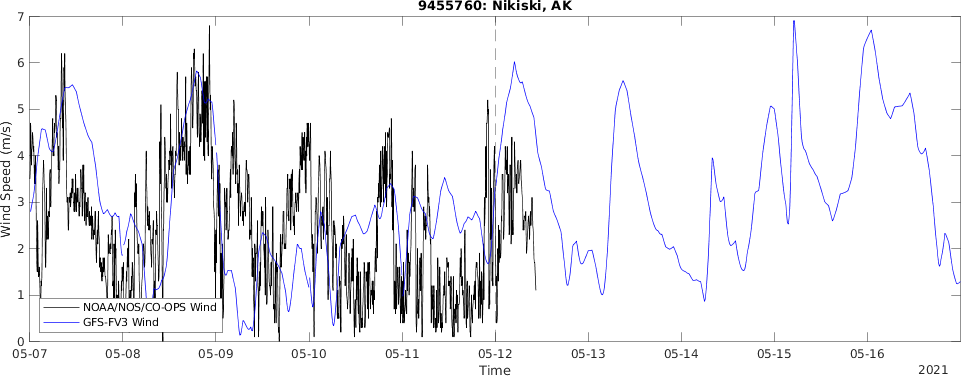 9455760: Nikiski, AK
7
6
5
4
3
2
1
0
Wind Speed (m/s)
NOAA/NOS/CO-OPS Wind
GFS-FV3 Wind
05-07 05-08 05-09 05-10 05-11 05-12 05-13 05-14 05-15 05-16
Time
2021